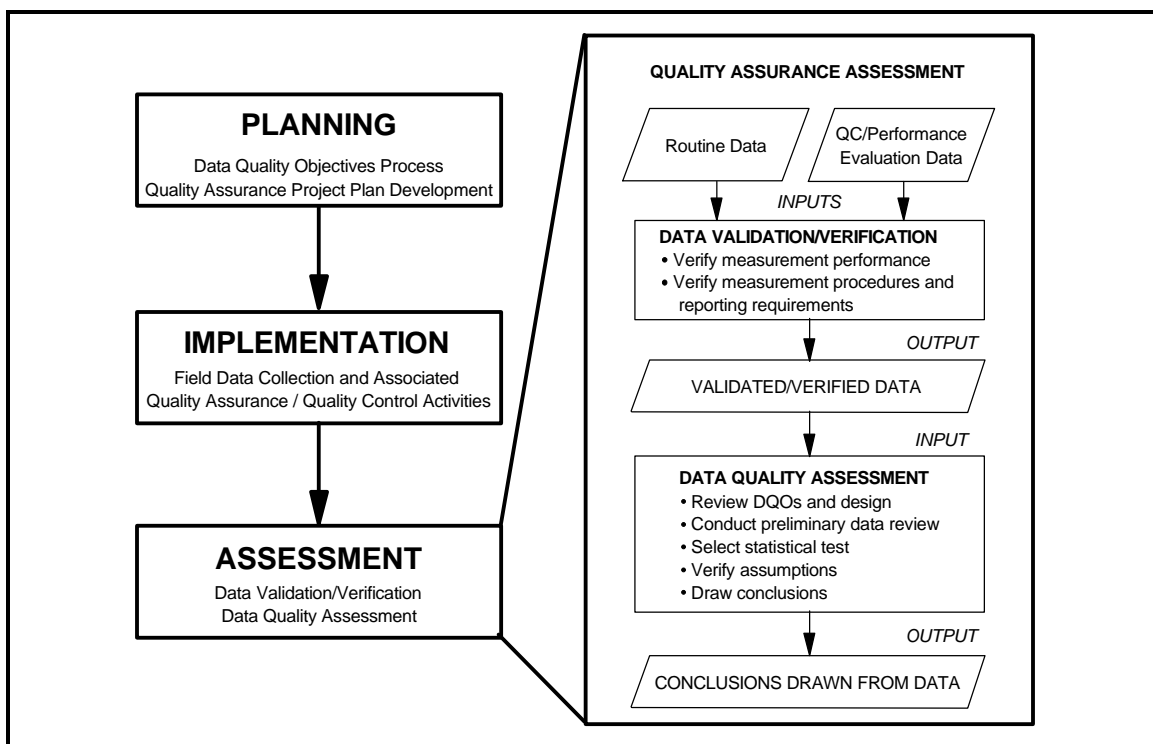 PLANNING
Data Quality Objectives Process
Quality Assurance Project Plan Development
IMPLEMENTATION
Field Data Collection and Associated
Quality Assurance / Quality Control Activities
ASSESSMENT
Data Validation/Verification
Data Quality Assessment
QUALITY ASSURANCE ASSESSMENT
Routine Data
QC/Performance
Evaluation Data
INPUTS
DATA VALIDATION/VERIFICATION
• Verify measurement performance
• Verify measurement procedures and
reporting requirements
OUTPUT
VALIDATED/VERIFIED DATA
INPUT
DATA QUALITY ASSESSMENT
• Review DQOs and design
• Conduct preliminary data review
• Select statistical test
• Verify assumptions
• Draw conclusions
OUTPUT
CONCLUSIONS DRAWN FROM DATA